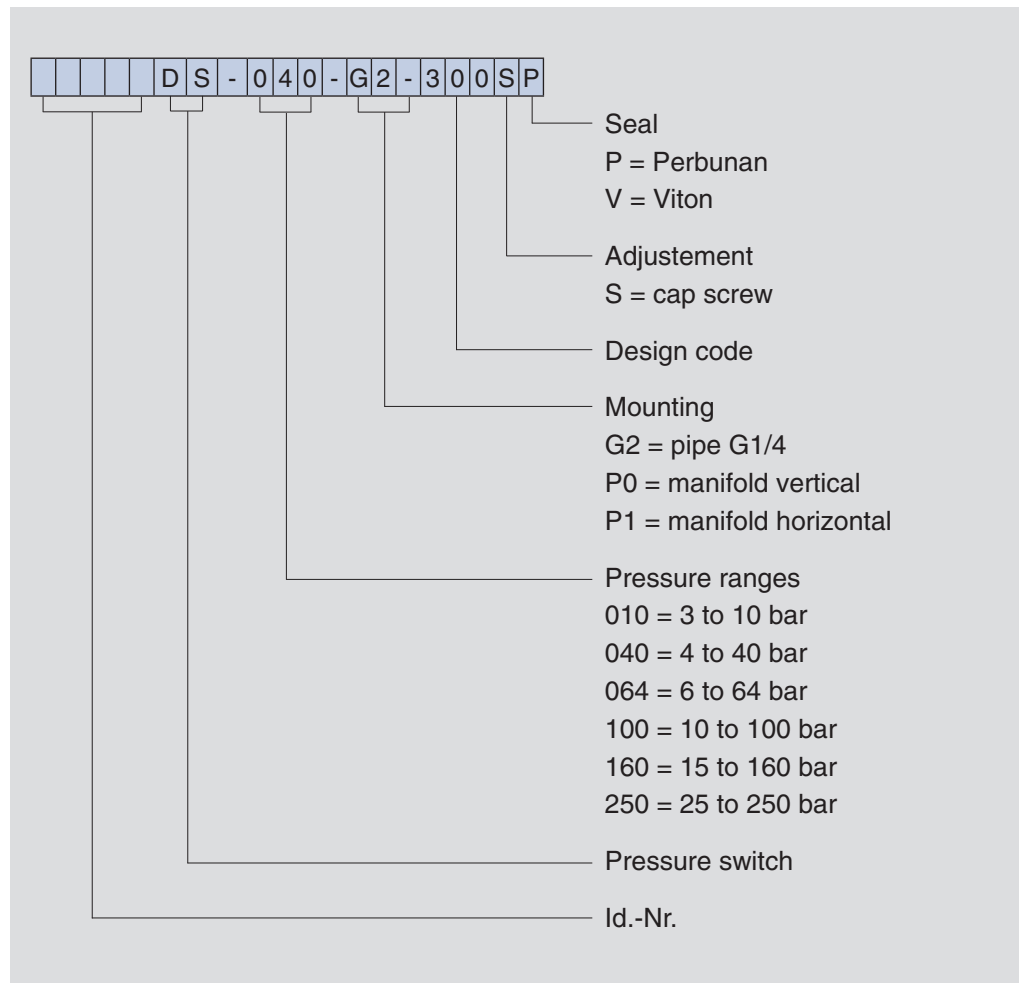 DS-040-G2-300SP
Seal
P = Perbunan
V = Viton
Adjustement
S = cap screw
Design code
Mounting
G2 = pipe G1/4
P0 = manifold vertical
P1 = manifold horizontal
Pressure ranges
010 = 3 to 10 bar
040 = 4 to 40 bar
064 = 6 to 64 bar
100 = 10 to 100 bar
160 = 15 to 160 bar
250 = 25 to 250 bar
Pressure switch
Id.-Nr.